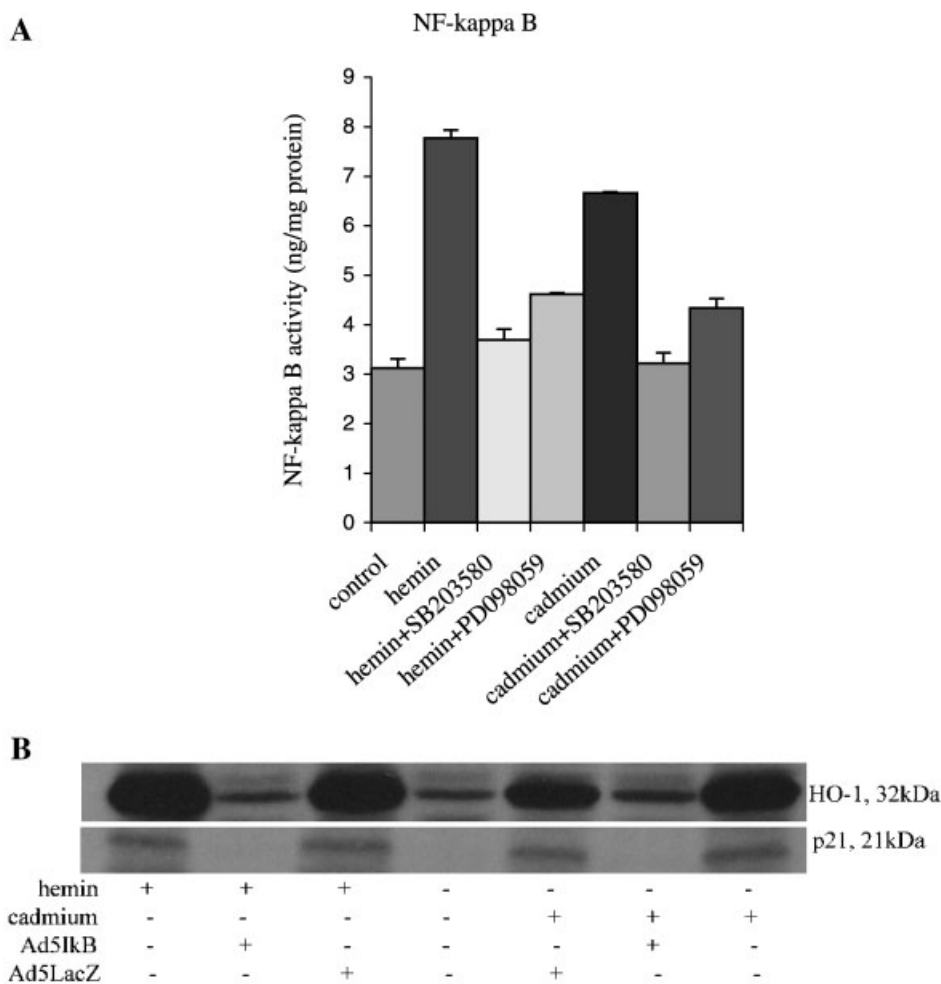 A
NF-kappa B
NF-kappa B activity (ng/mg protein)
9
8
7
6
5
4
3
2
1
0
control
hemin
hemin+SB203580
hemin+PD098059
cadmium
cadmium+SB203580
cadmium+PD098059
B
HO-1, 32kDa
p21, 21kDa
hemin + + + - - - -
cadmium - - - - + + +
Ad5IkB - + - - - + -
Ad5LacZ - - + - + - -